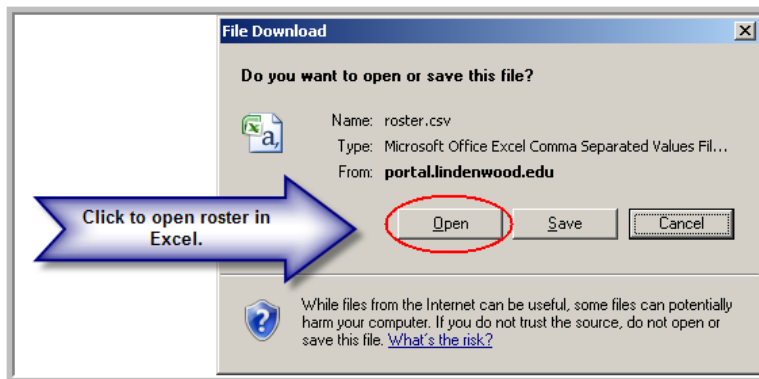 File Download
Do you want to open or save this file?
Name: roster.csv
Type: Microsoft Office Excel Comma Separated Values Fil...
From: portal.lindenwood.edu
Click to open roster in
Excel.
Open Save Cancel
While files from the Internet can be useful, some files can potentially
harm your computer. If you do not trust the source, do not open or
save this file. What's the risk?